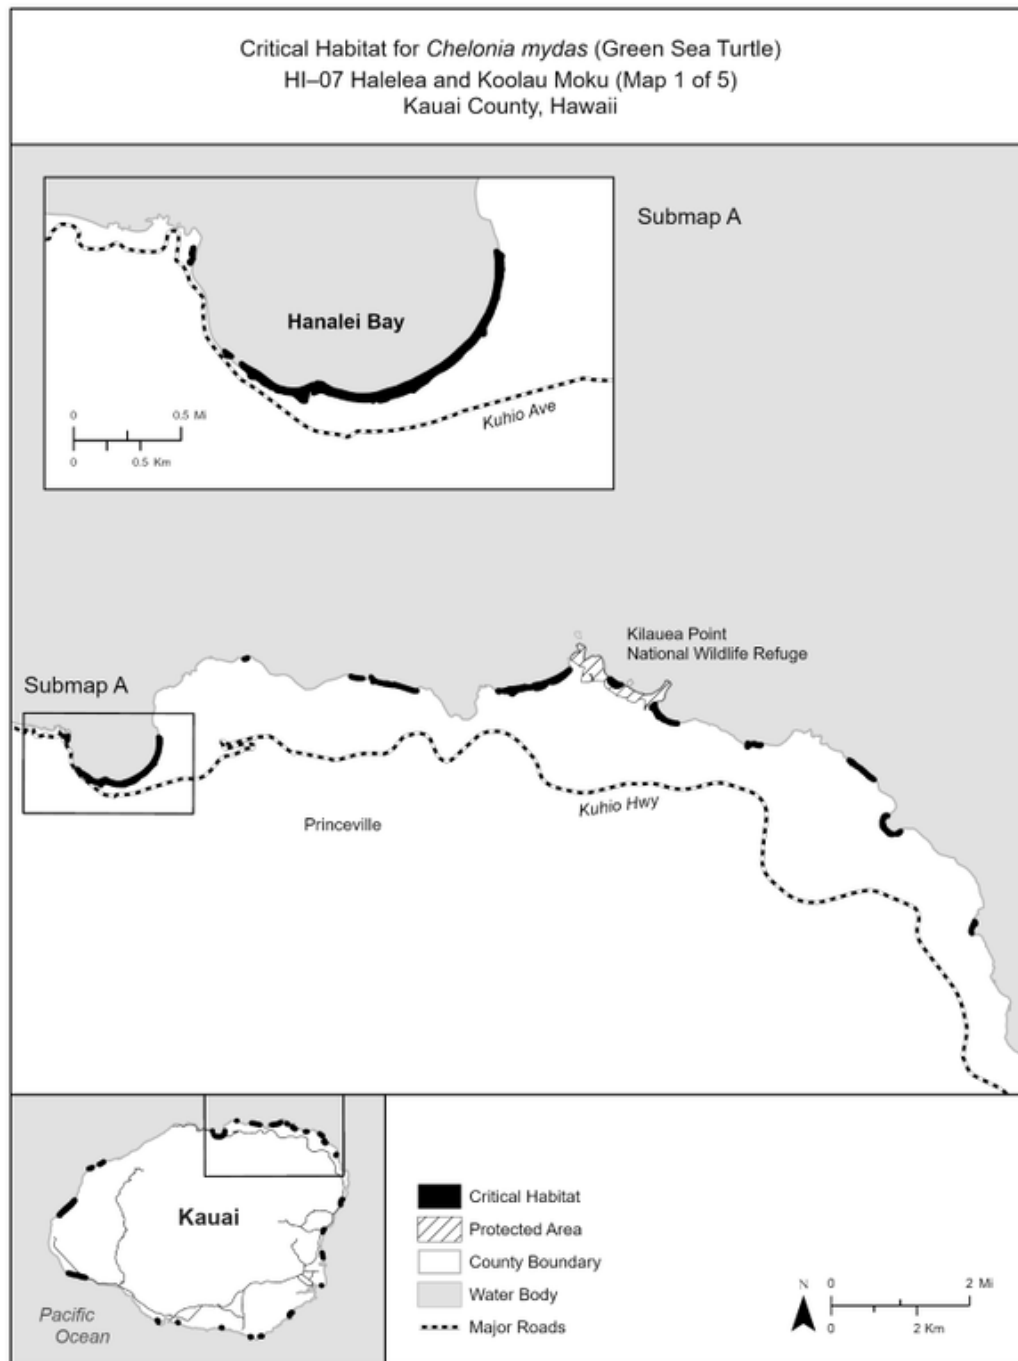 Critical Habitat for Chelonia mydas (Green Sea Turtle)
HI–07 Halelea and Koolau Moku (Map 1 of 5)
Kauai County, Hawaii
Submap A
Hanalei Bay
Kuhio Ave
0 0.5 Mi
0 0.5 Km
Kilauea Point
National Wildlife Refuge
Submap A
Kuhio Hwy
Princeville
Kauai
Pacific
Ocean
Critical Habitat
Protected Area
County Boundary
Water Body
Major Roads
N
0 2 Mi
0 2 Km